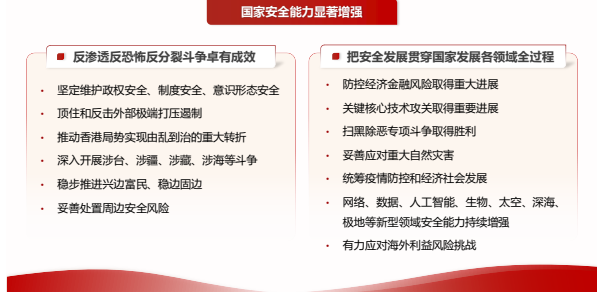 国家安全能力显著增强
反渗透反恐怖反分裂斗争卓有成效
坚定维护政权安全、制度安全、意识形态安全
顶住和反击外部极端打压遏制
推动香港局势实现由乱到治的重大转折
深入开展涉台、涉疆、涉藏、涉海等斗争
稳步推进兴边富民、稳边固边
妥善处置周边安全风险
把安全发展贯穿国家发展各领域全过程
防控经济金融风险取得重大进展
关键核心技术攻关取得重要进展
扫黑除恶专项斗争取得胜利
妥善应对重大自然灾害
统筹疫情防控和经济社会发展
网络、数据、人工智能、生物、太空、深海、
极地等新型领域安全能力持续增强
有力应对海外利益风险挑战